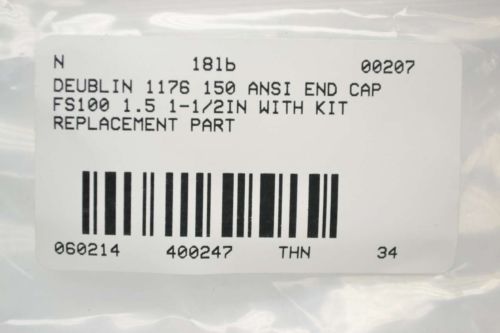 N 18lb 00207
DEUBLIN 1176 150 ANSI END CAP
FS100 1.5 1-1/2IN WITH KIT
REPLACEMENT PART
060214 400247 THN 34